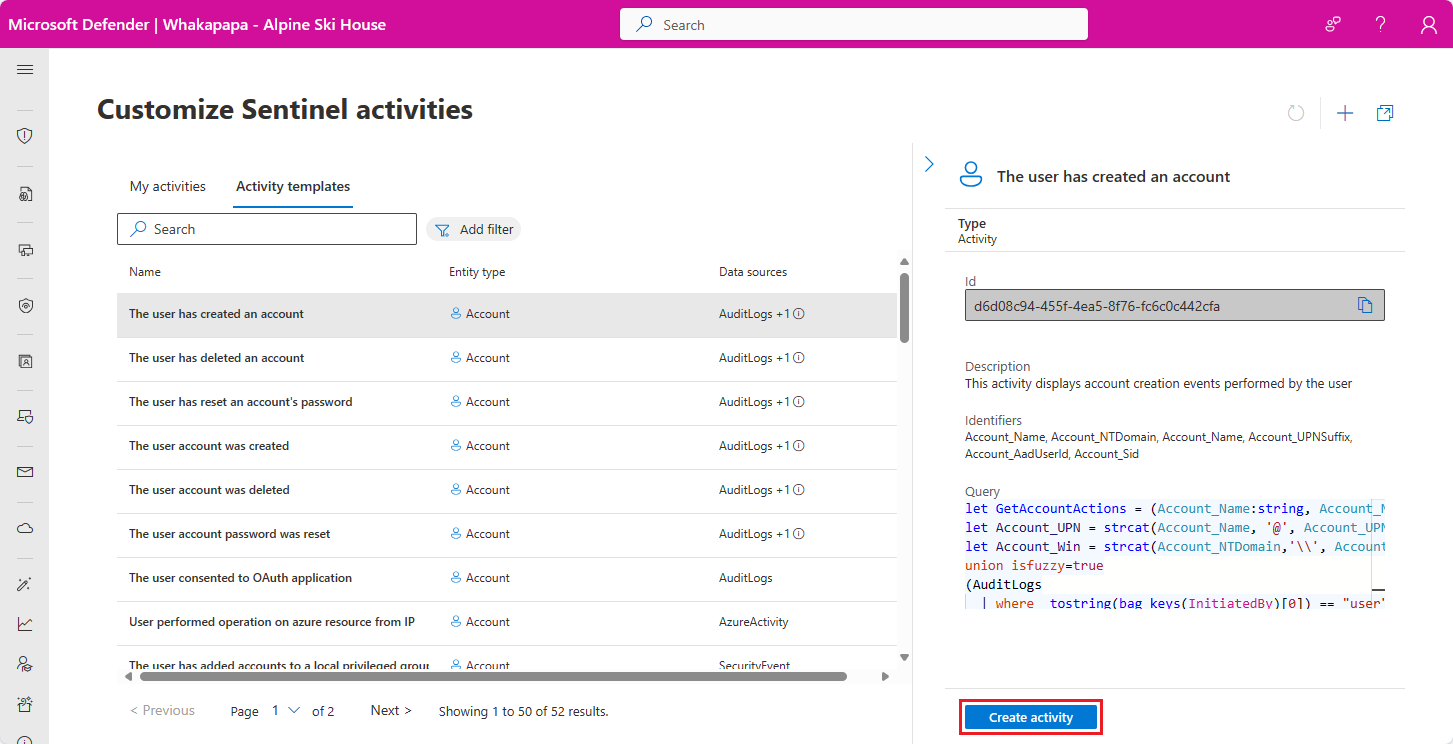 Microsoft Defender | Whakapapa - Alpine Ski House
Search
Customize Sentinel activities
My activities
Activity templates
Search
Add filter
Name Entity type Data sources
The user has created an account Account AuditLogs +1
The user has deleted an account Account AuditLogs +1
The user has reset an account's password Account AuditLogs +1
The user account was created Account AuditLogs +1
The user account was deleted Account AuditLogs +1
The user account password was reset Account AuditLogs +1
The user consented to OAuth application Account AuditLogs
User performed operation on azure resource from IP Account AzureActivity
The user has added accounts to a local privileged group Account SecurityEvent
< Previous Page 1 of 2 Next > Showing 1 to 50 of 52 results.
The user has created an account
Type
Activity
Id
d6d08c94-455f-4ea5-8f76-fc6c0c442cfa
Description
This activity displays account creation events performed by the user
Identifiers
Account_Name, Account_NTDomain, Account_Name, Account_UPNSuffix,
Account_AadUserId, Account_Sid
Query
let GetAccountActions = (Account_Name:string, Account_N
let Account_UPN = strcat(Account_Name, '@', Account_UPN
let Account_Win = strcat(Account_NTDomain,'\\', Account
union isfuzzy=true
(AuditLogs
| where tostring(bag_keys(InitiatedBy)[0]) == "user"
Create activity